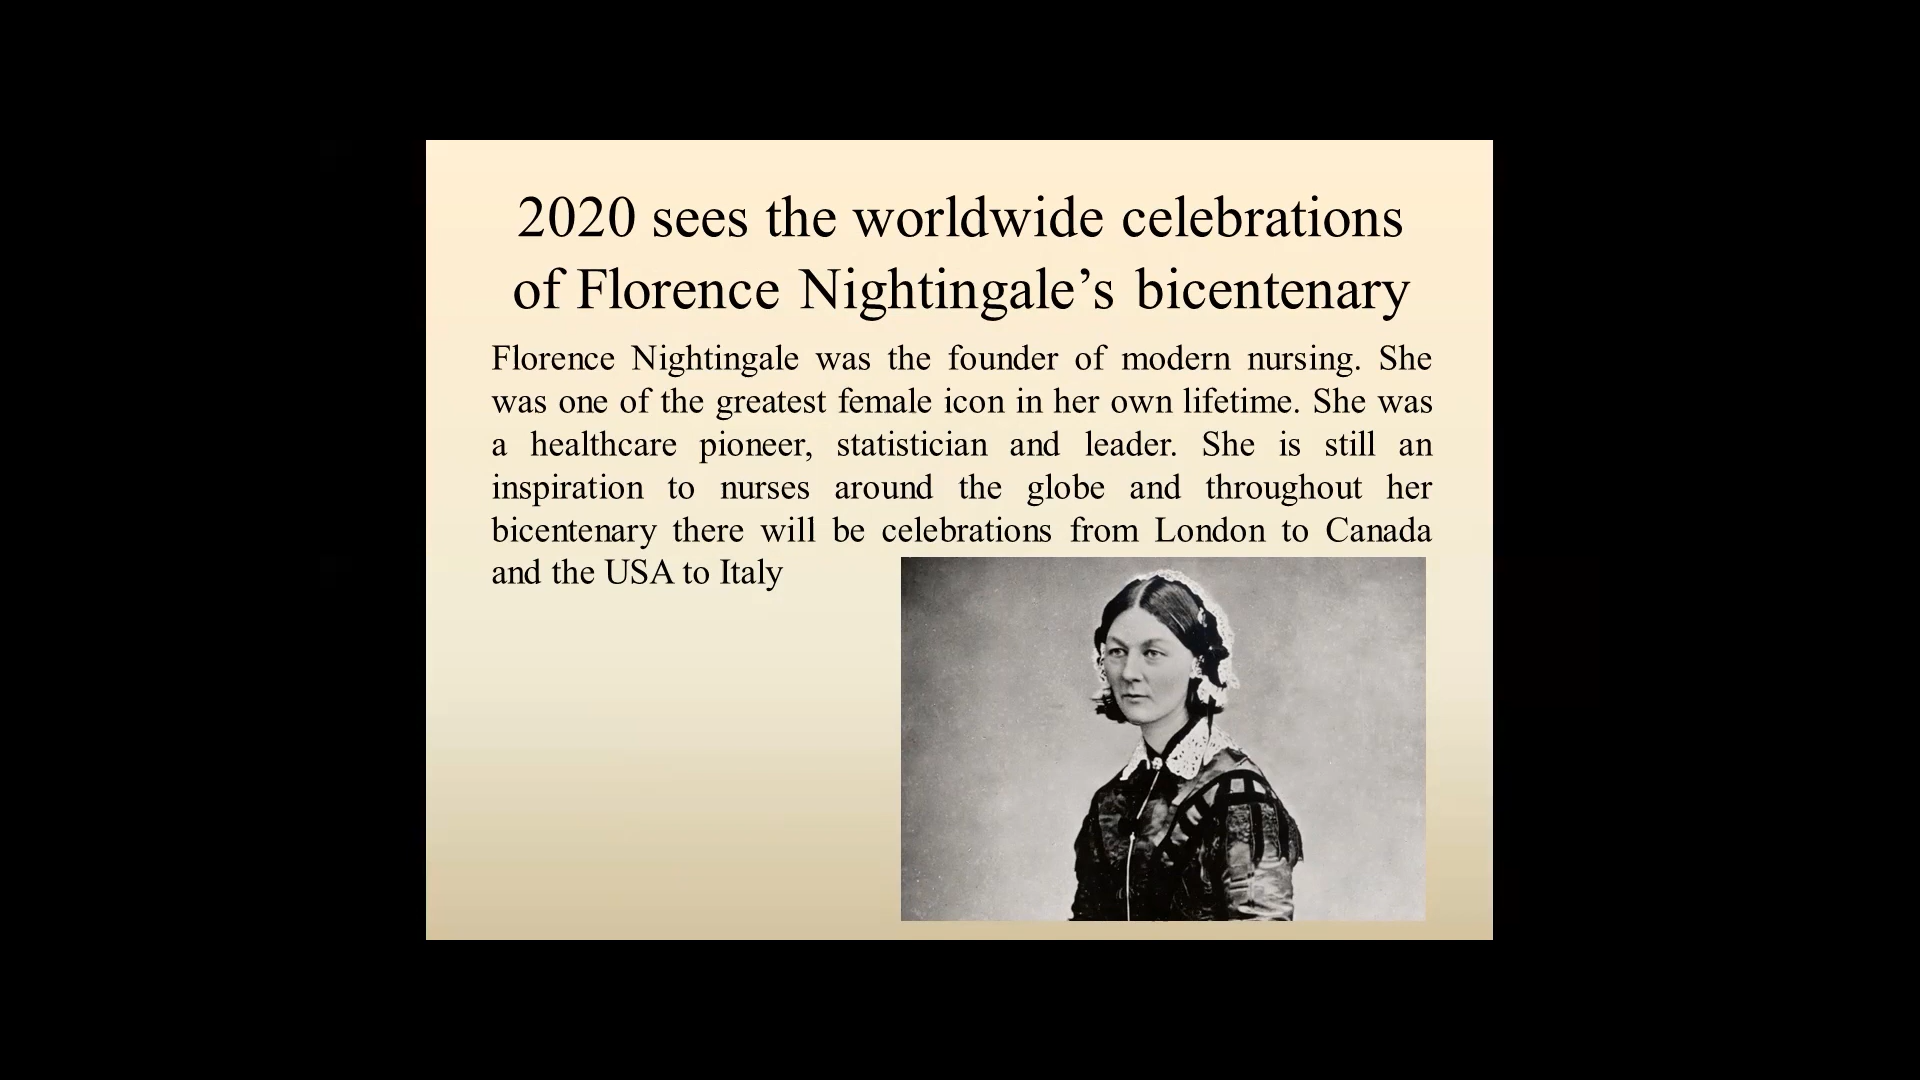 2020 sees the worldwide celebrations
of Florence Nightingale’s bicentenary
Florence Nightingale was the founder of modern nursing. She
was one of the greatest female icon in her own lifetime. She was
a healthcare pioneer, statistician and leader. She is still an
inspiration to nurses around the globe and throughout her
bicentenary there will be celebrations from London to Canada
and the USA to Italy